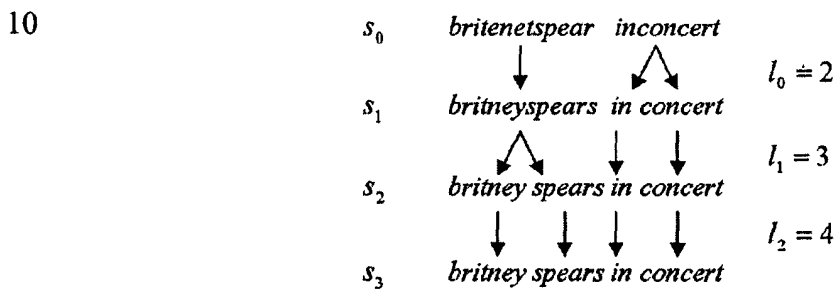 10
s₀ britenetspear inconcert
l₀ = 2
s₁ britneyspears in concert
l₁ = 3
s₂ britney spears in concert
l₂ = 4
s₃ britney spears in concert